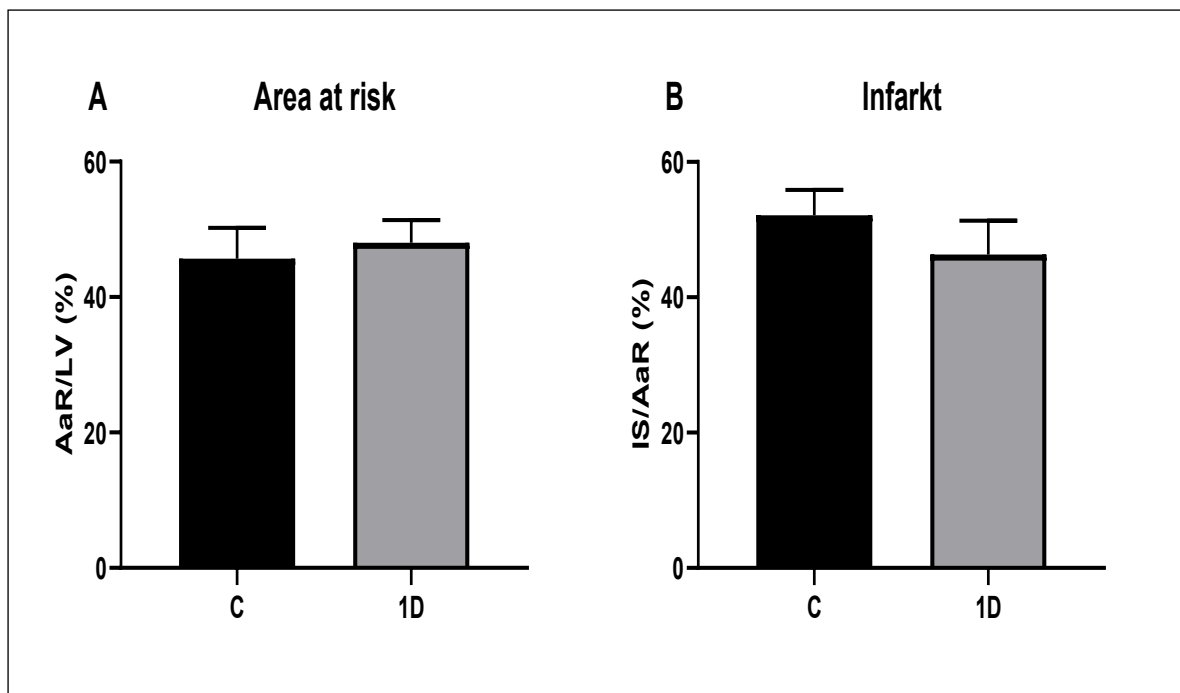 A Area at risk
AaR/LV (%)
60
40
20
0
C 1D
B Infarkt
IS/AaR (%)
60
40
20
0
C 1D